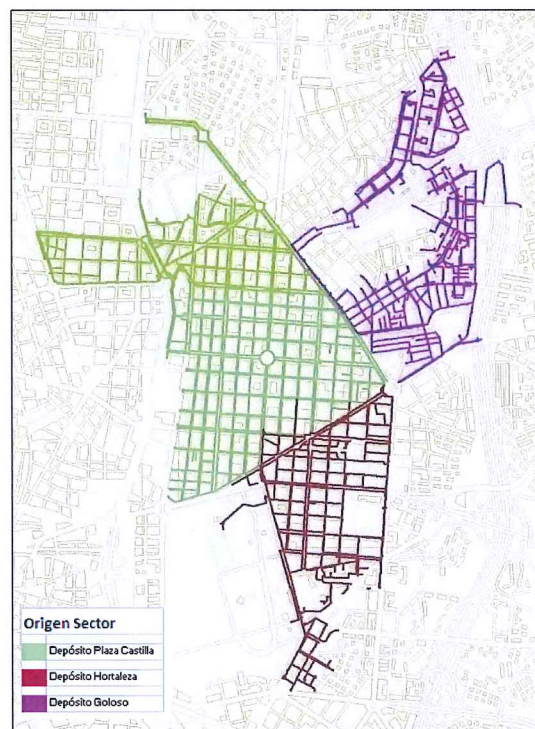 Origen Sector
Depósito Plaza Castilla
Depósito Hortaleza
Depósito Goloso